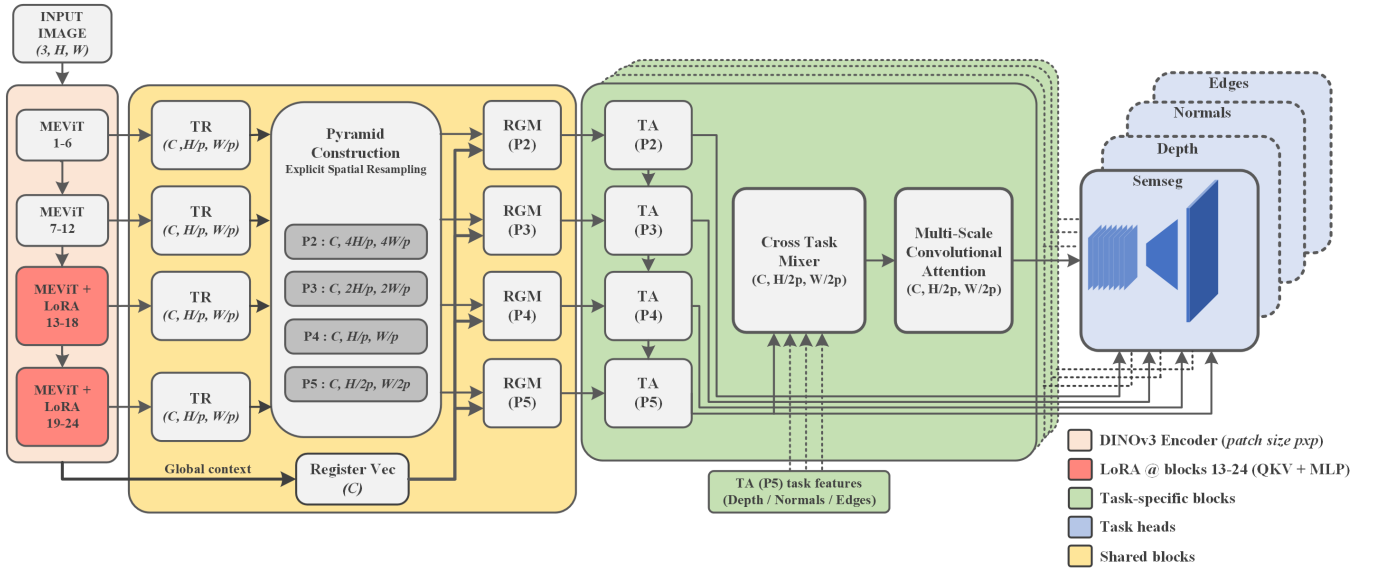 INPUT
IMAGE
(3, H, W)
MEViT
1-6
MEViT
7-12
MEViT +
LoRA
13-18
MEViT +
LoRA
19-24
TR
(C ,H/p, W/p)
TR
(C, H/p, W/p)
TR
(C, H/p, W/p)
TR
(C, H/p, W/p)
Pyramid
Construction
Explicit Spatial Resampling
P2 : C, 4H/p, 4W/p
P3 : C, 2H/p, 2W/p
P4 : C, H/p, W/p
P5 : C, H/2p, W/2p
Global context
Register Vec
(C)
RGM
(P2)
RGM
(P3)
RGM
(P4)
RGM
(P5)
TA
(P2)
TA
(P3)
TA
(P4)
TA
(P5)
Cross Task
Mixer
(C, H/2p, W/2p)
Multi-Scale
Convolutional
Attention
(C, H/2p, W/2p)
TA (P5) task features
(Depth / Normals / Edges)
Edges
Normals
Depth
Semseg
DINOv3 Encoder (patch size pxp)
LoRA @ blocks 13-24 (QKV + MLP)
Task-specific blocks
Task heads
Shared blocks